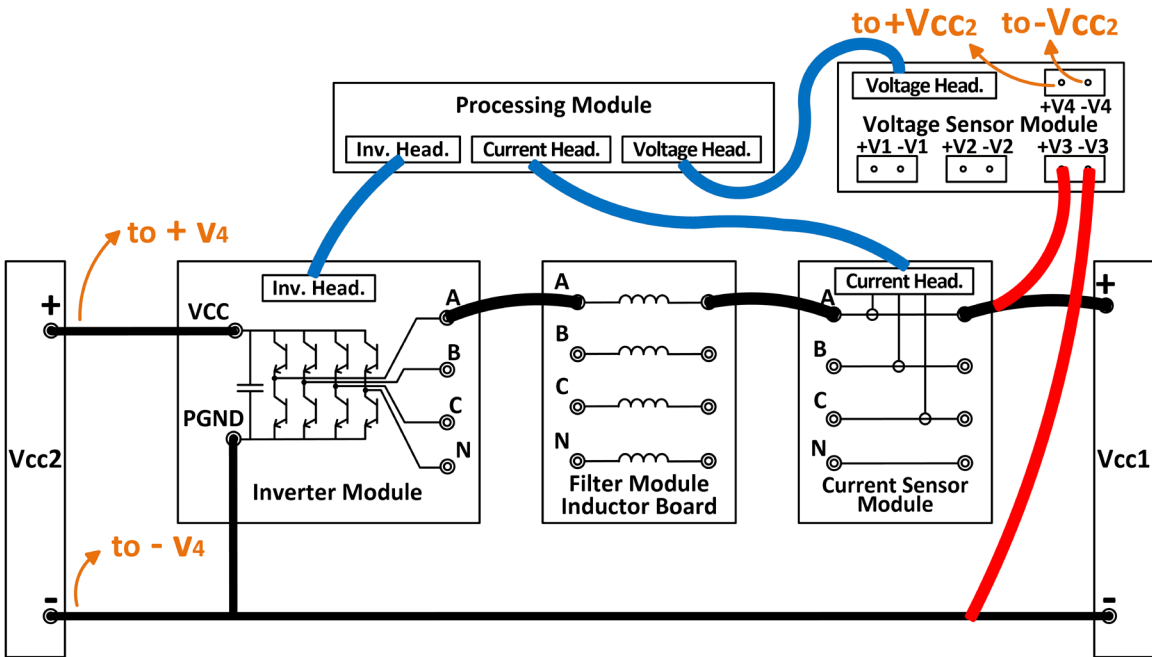 to+Vcc2
to-Vcc2
Processing Module
Inv. Head.
Current Head.
Voltage Head.
Voltage Head.
+V4 -V4
Voltage Sensor Module
+V1 -V1
+V2 -V2
+V3 -V3
to + v4
to - v4
+
-
Vcc2
Inv. Head.
VCC
PGND
A
B
C
N
Inverter Module
A
B
C
N
Filter Module
Inductor Board
Current Head.
A
B
C
N
Current Sensor
Module
+
-
Vcc1